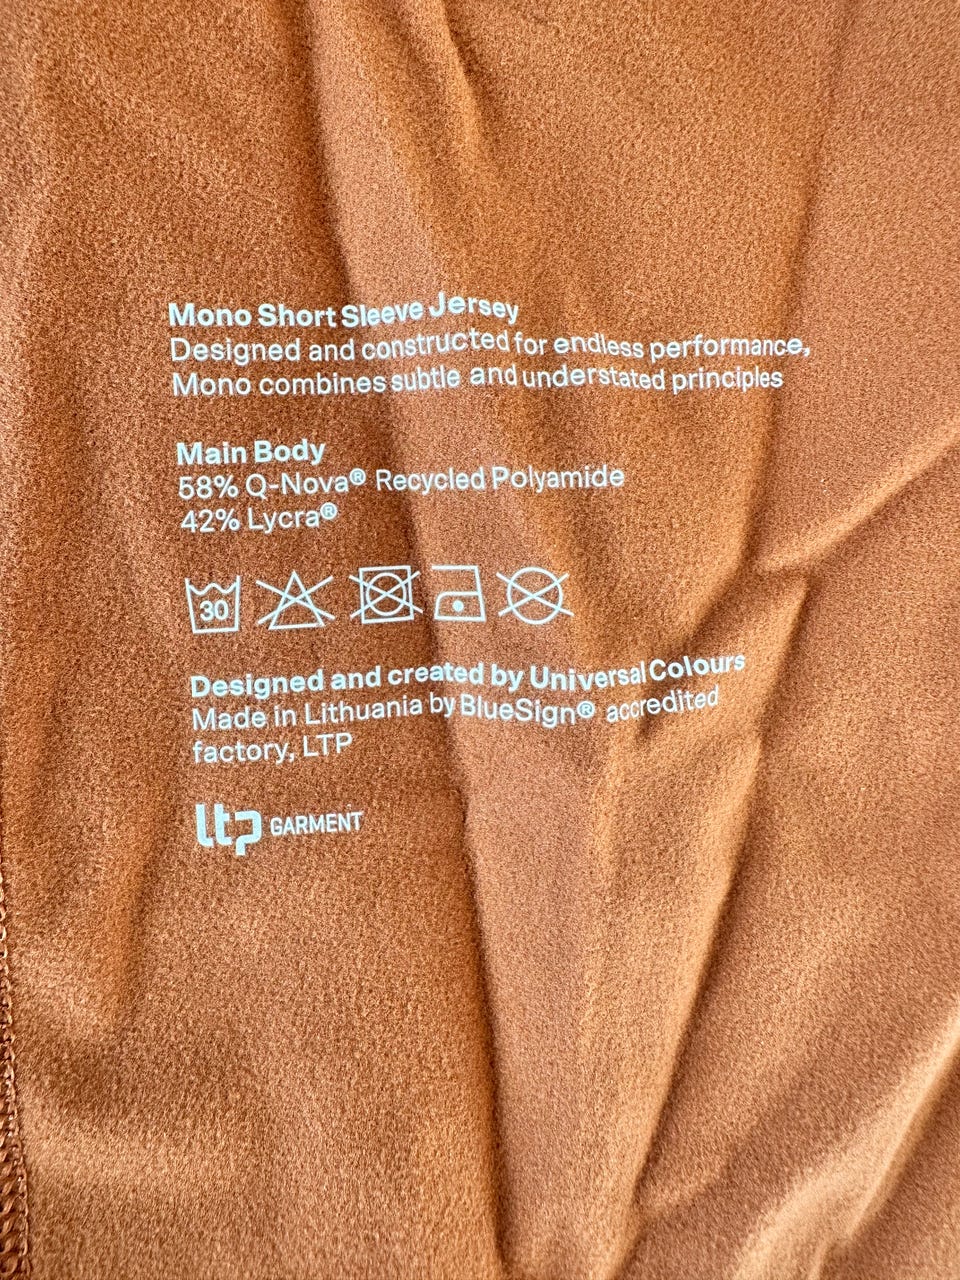 Mono Short Sleeve Jersey
Designed and constructed for endless performance,
Mono combines subtle and understated principles
Main Body
58% Q-Nova® Recycled Polyamide
42% Lycra®
30
Designed and created by Universal Colours
Made in Lithuania by BlueSign® accredited
factory, LTP
ltp GARMENT